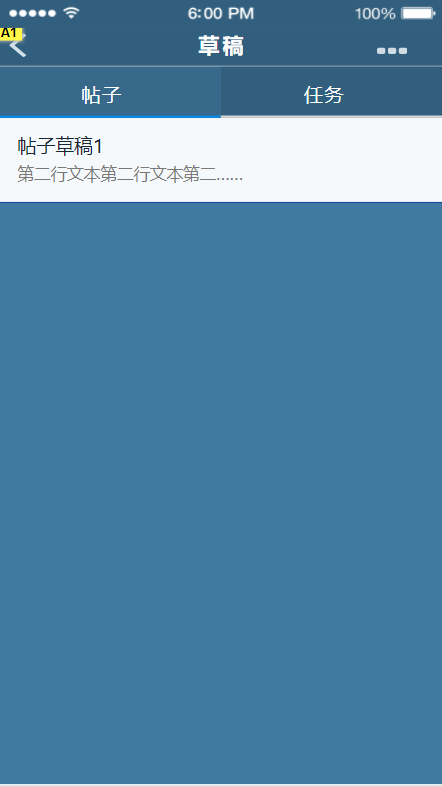 6:00 PM 100%
A1
草稿
帖子 任务
帖子草稿1
第二行文本第二行文本第二......